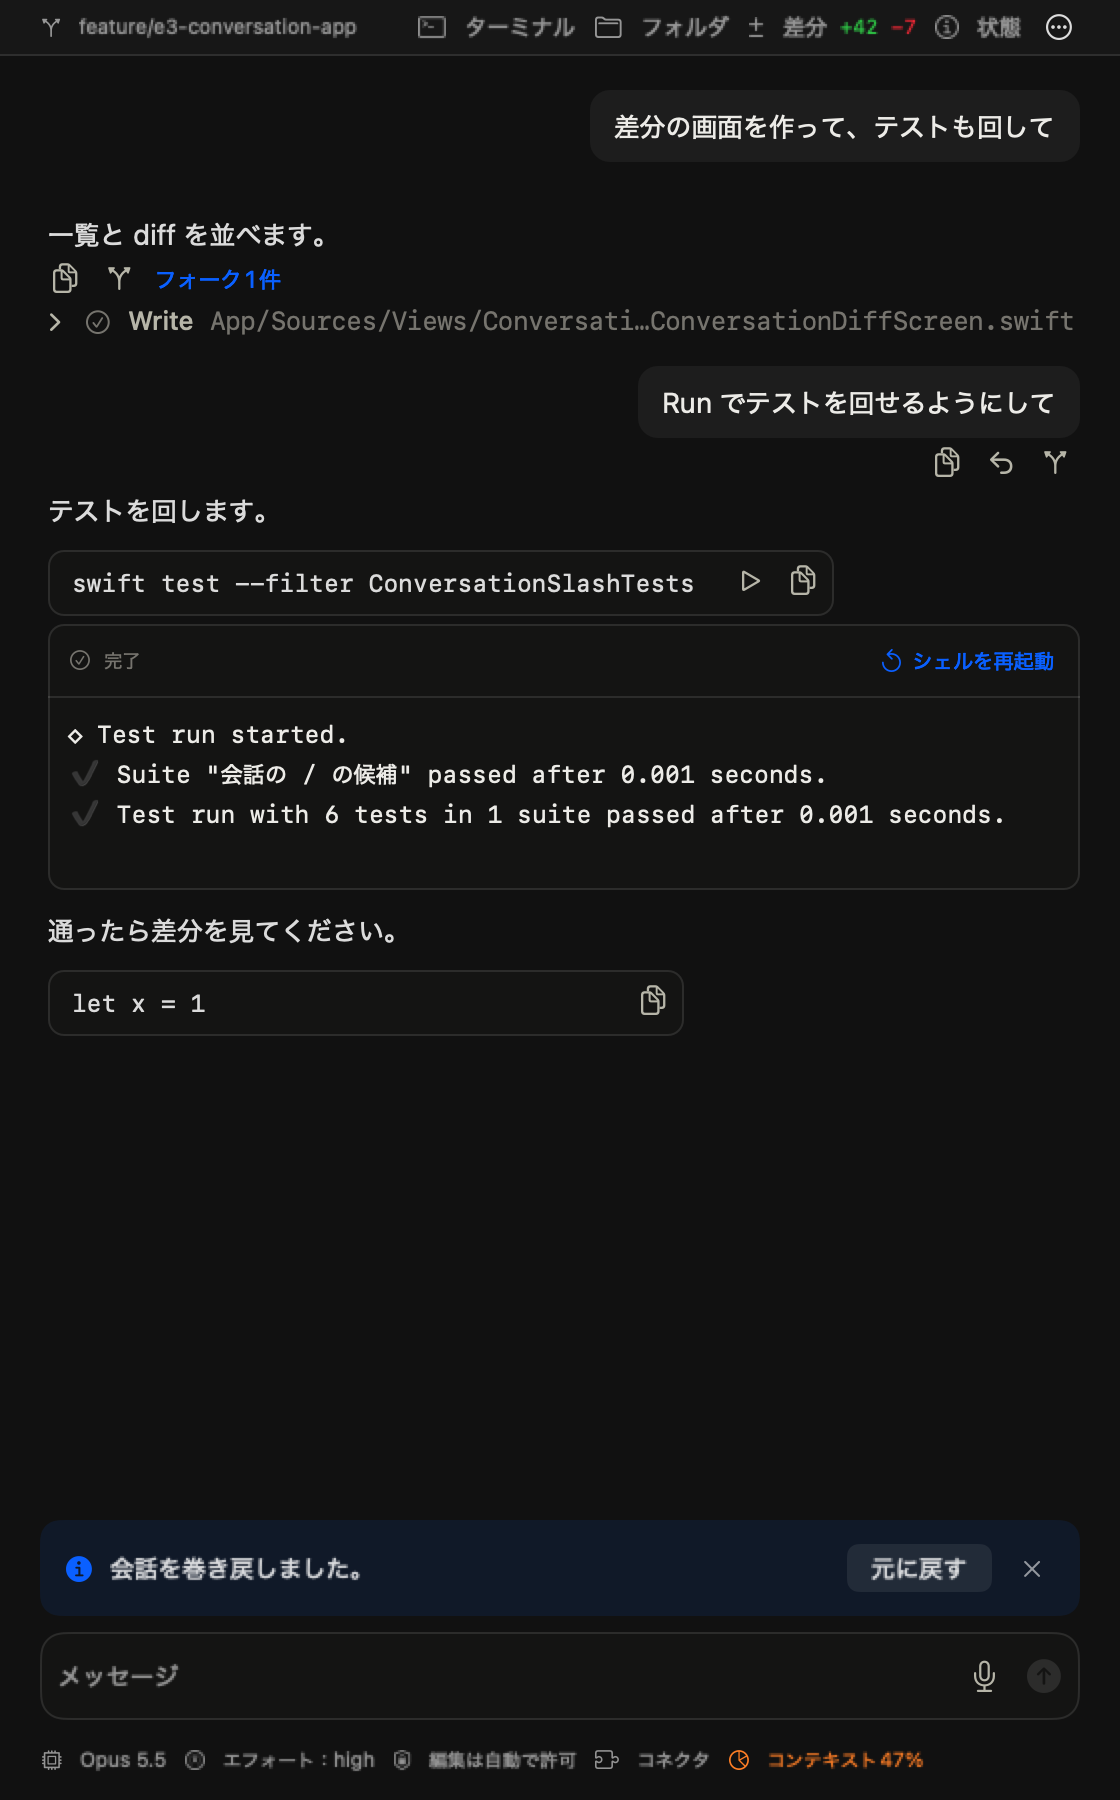 feature/e3-conversation-app ターミナル フォルダ 差分 +42 −7 状態
差分の画面を作って、テストも回して
一覧と diff を並べます。
フォーク1件
Write App/Sources/Views/Conversati…ConversationDiffScreen.swift
Run でテストを回せるようにして
テストを回します。
swift test --filter ConversationSlashTests
完了 シェルを再起動
◇ Test run started.
✔ Suite "会話の / の候補" passed after 0.001 seconds.
✔ Test run with 6 tests in 1 suite passed after 0.001 seconds.
通ったら差分を見てください。
let x = 1
会話を巻き戻しました。 元に戻す
メッセージ
Opus 5.5 エフォート：high 編集は自動で許可 コネクタ コンテキスト 47%